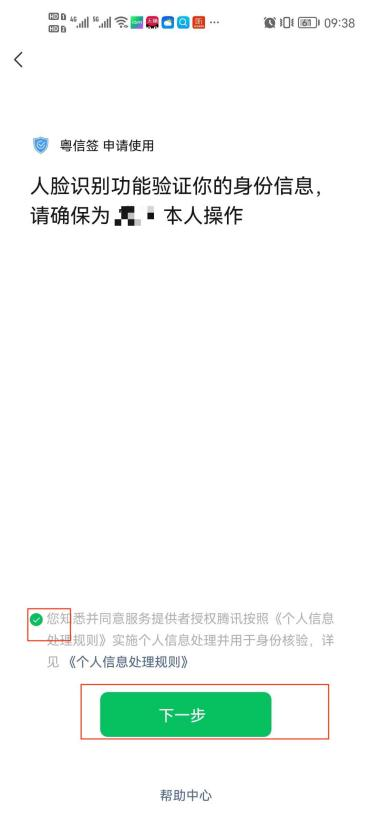 09:38
粤信签 申请使用
人脸识别功能验证你的身份信息，
请确保为 本人操作
您知悉并同意服务提供者授权腾讯按照《个人信息
处理规则》实施个人信息处理并用于身份核验，详
见 《个人信息处理规则》
下一步
帮助中心